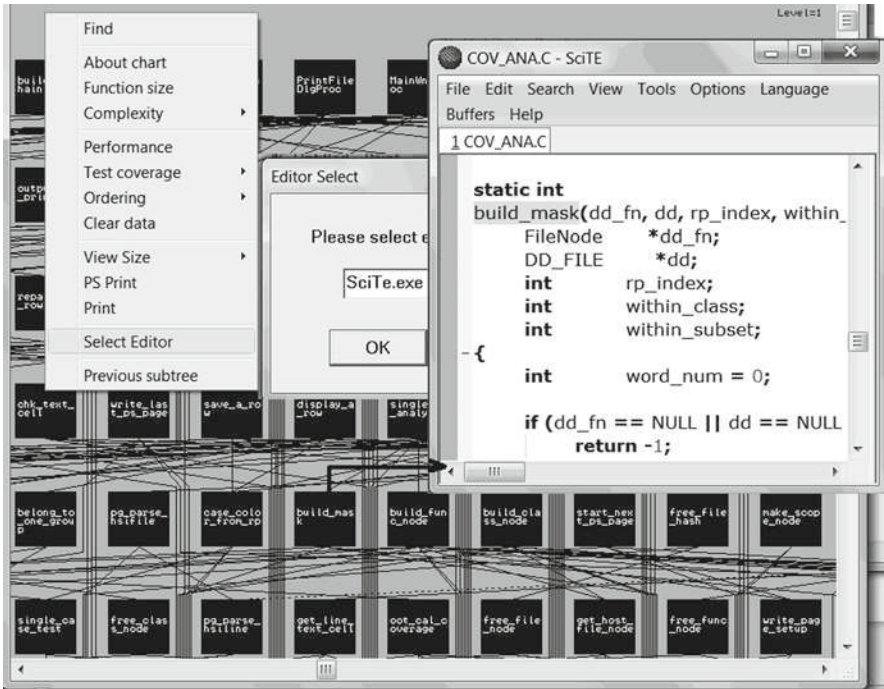 Level=1
Find
About chart
Function size
Complexity
Performance
Test coverage
Ordering
Clear data
View Size
PS Print
Print
Select Editor
Previous subtree
PrintFile
DlgProc
Editor Select
Please select e
SciTe.exe
OK
COV_ANA.C - SciTE
File Edit Search View Tools Options Language
Buffers Help
1 COV_ANA.C
static int
build_mask(dd_fn, dd, rp_index, within_
FileNode *dd_fn;
DD_FILE *dd;
int rp_index;
int within_class;
int within_subset;
{
int word_num = 0;
if (dd_fn == NULL || dd == NULL
return -1;
chk_text_
cell
write_las
t_ps_page
save_a_ro
w
display_a
_row
single
_analy
belong_to
_one_grou
p
pg_parse_
hsifile
case_colo
r_from_rp
build_mas
k
build_fun
c_node
build_cla
ss_node
start_nex
t_ps_page
free_file
_hash
make_scop
e_node
single_ca
se_test
free_clas
s_node
pg_parse_
hsiline
get_line_
text_cell
oot_cal_c
overage
free_file
_node
get_host_
file_node
free_func
_node
write_pag
e_setup